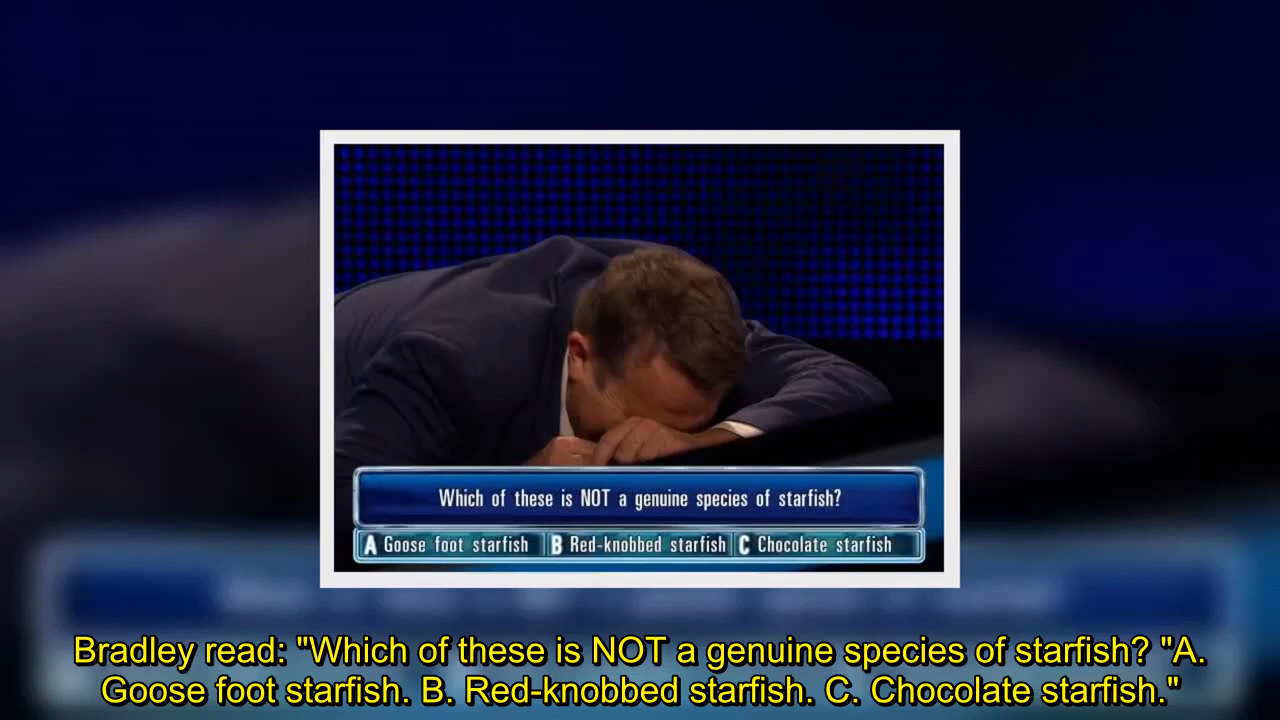 Which of these is NOT a genuine species of starfish?
A Goose foot starfish B Red-knobbed starfish C Chocolate starfish
Bradley read: "Which of these is NOT a genuine species of starfish? "A.
Goose foot starfish. B. Red-knobbed starfish. C. Chocolate starfish."